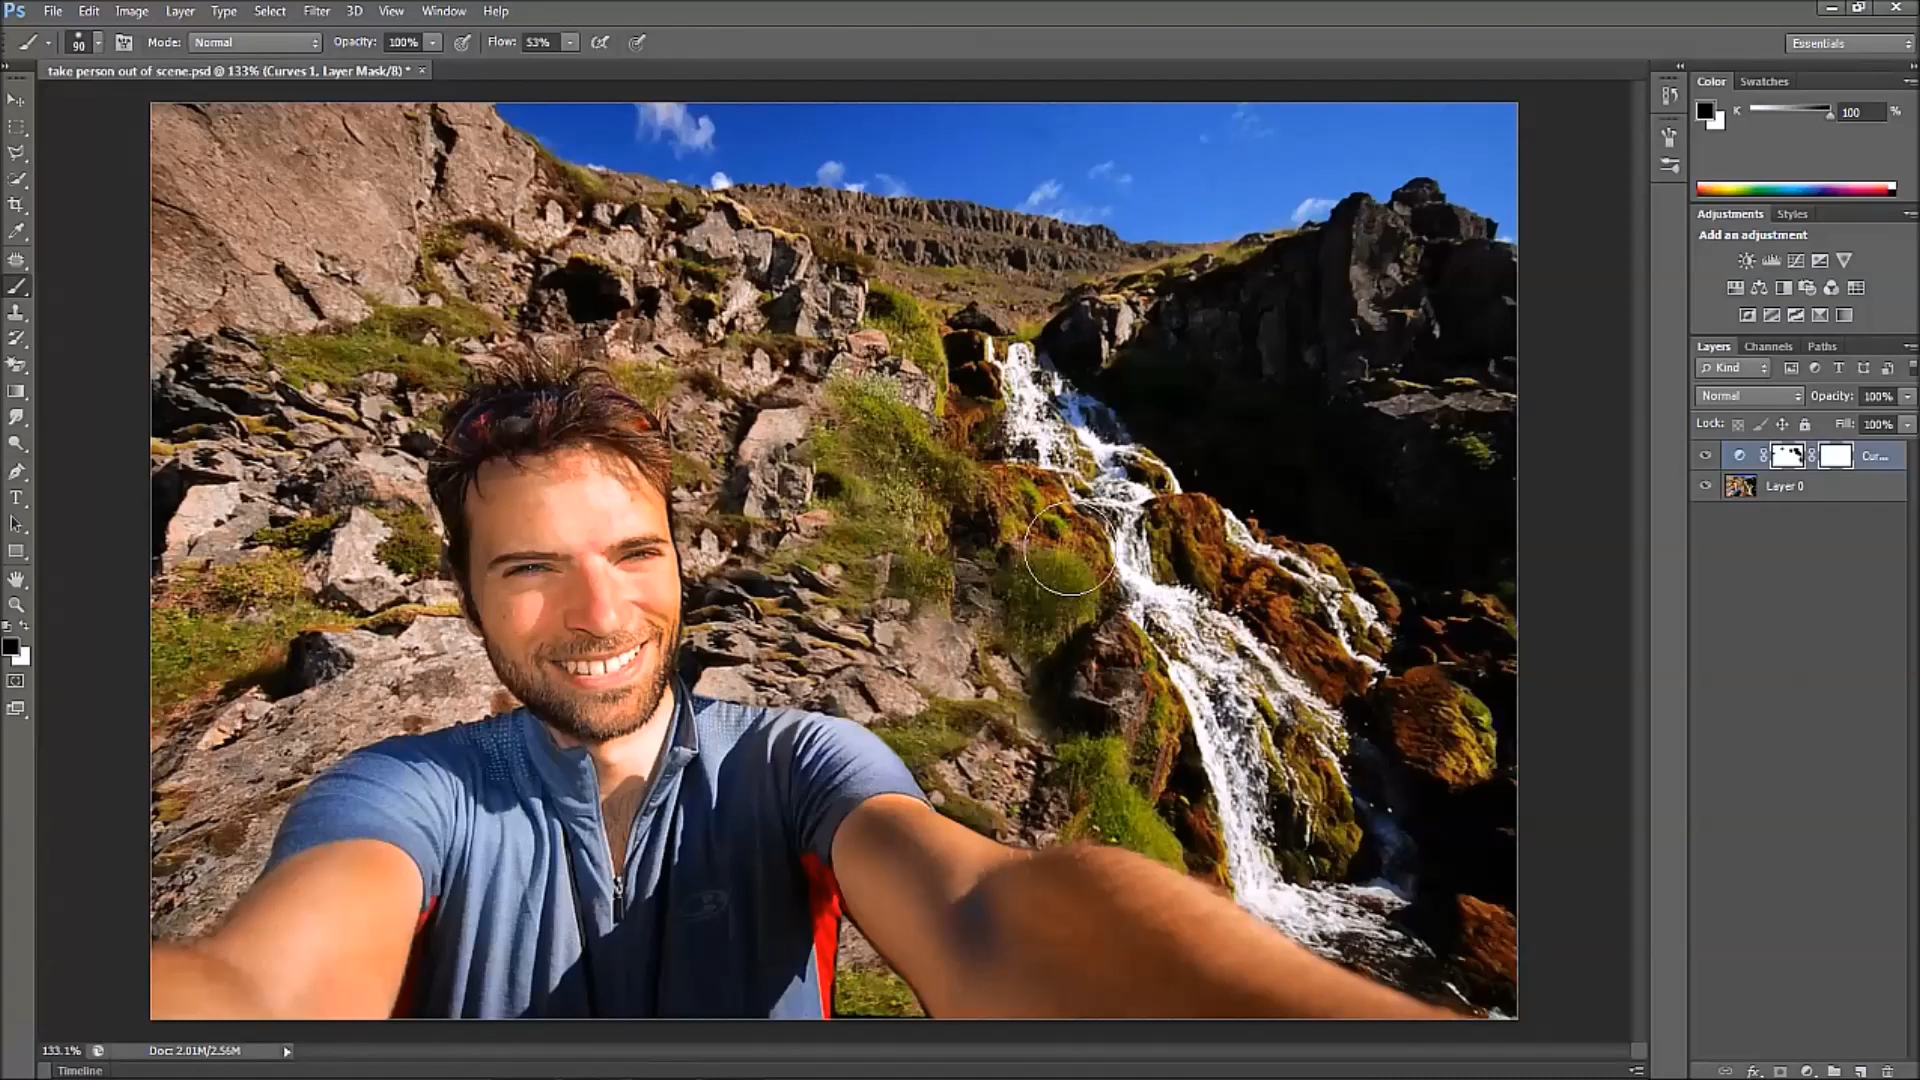 Ps File Edit Image Layer Type Select Filter 3D View Window Help
90 Mode: Normal Opacity: 100% Flow: 53% Essentials
take person out of scene.psd @ 133% (Curves 1, Layer Mask/8) *
Color Swatches
K 100 %
Adjustments Styles
Add an adjustment
Layers Channels Paths
Kind
Normal Opacity: 100%
Lock: Fill: 100%
Cur...
Layer 0
133.1% Doc: 2.01M/2.56M
Timeline